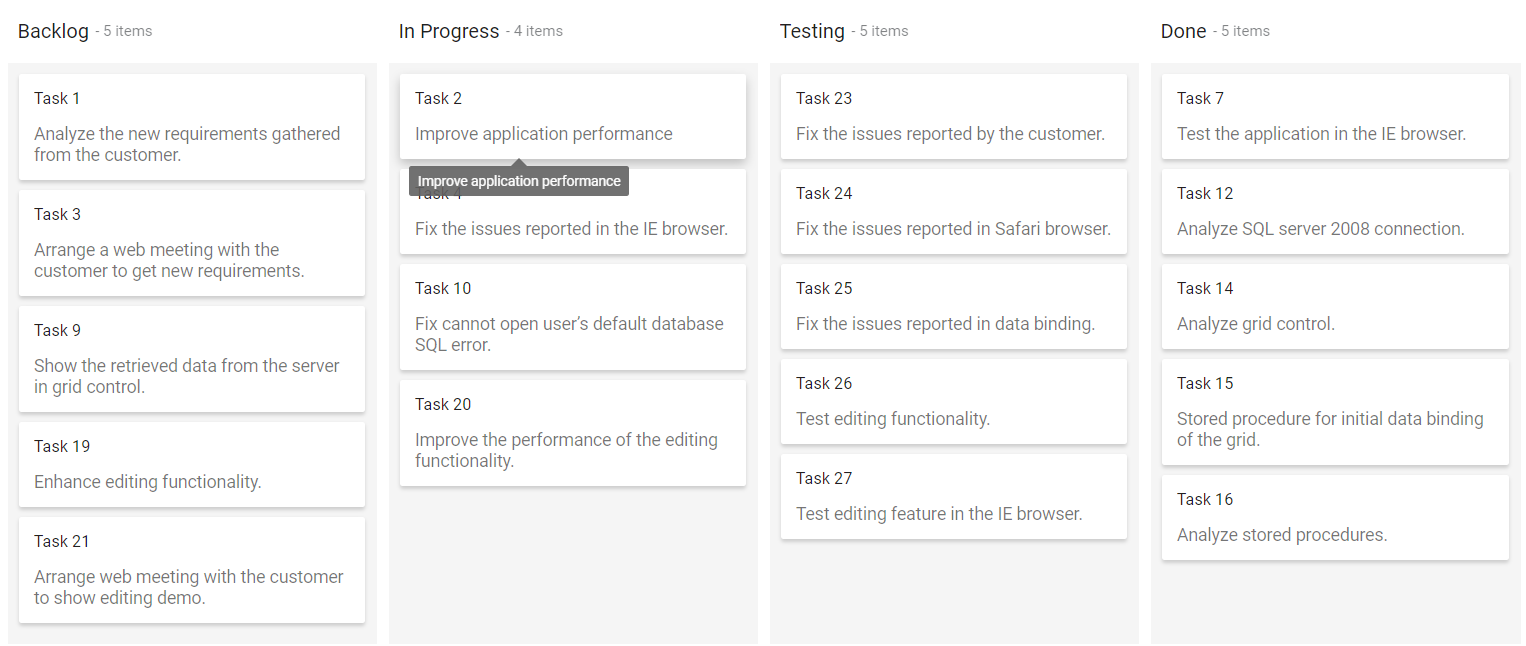 Backlog - 5 items
Task 1
Analyze the new requirements gathered
from the customer.
Task 3
Arrange a web meeting with the
customer to get new requirements.
Task 9
Show the retrieved data from the server
in grid control.
Task 19
Enhance editing functionality.
Task 21
Arrange web meeting with the customer
to show editing demo.
In Progress - 4 items
Task 2
Improve application performance
Improve application performance
Task 4
Fix the issues reported in the IE browser.
Task 10
Fix cannot open user’s default database
SQL error.
Task 20
Improve the performance of the editing
functionality.
Testing - 5 items
Task 23
Fix the issues reported by the customer.
Task 24
Fix the issues reported in Safari browser.
Task 25
Fix the issues reported in data binding.
Task 26
Test editing functionality.
Task 27
Test editing feature in the IE browser.
Done - 5 items
Task 7
Test the application in the IE browser.
Task 12
Analyze SQL server 2008 connection.
Task 14
Analyze grid control.
Task 15
Stored procedure for initial data binding
of the grid.
Task 16
Analyze stored procedures.